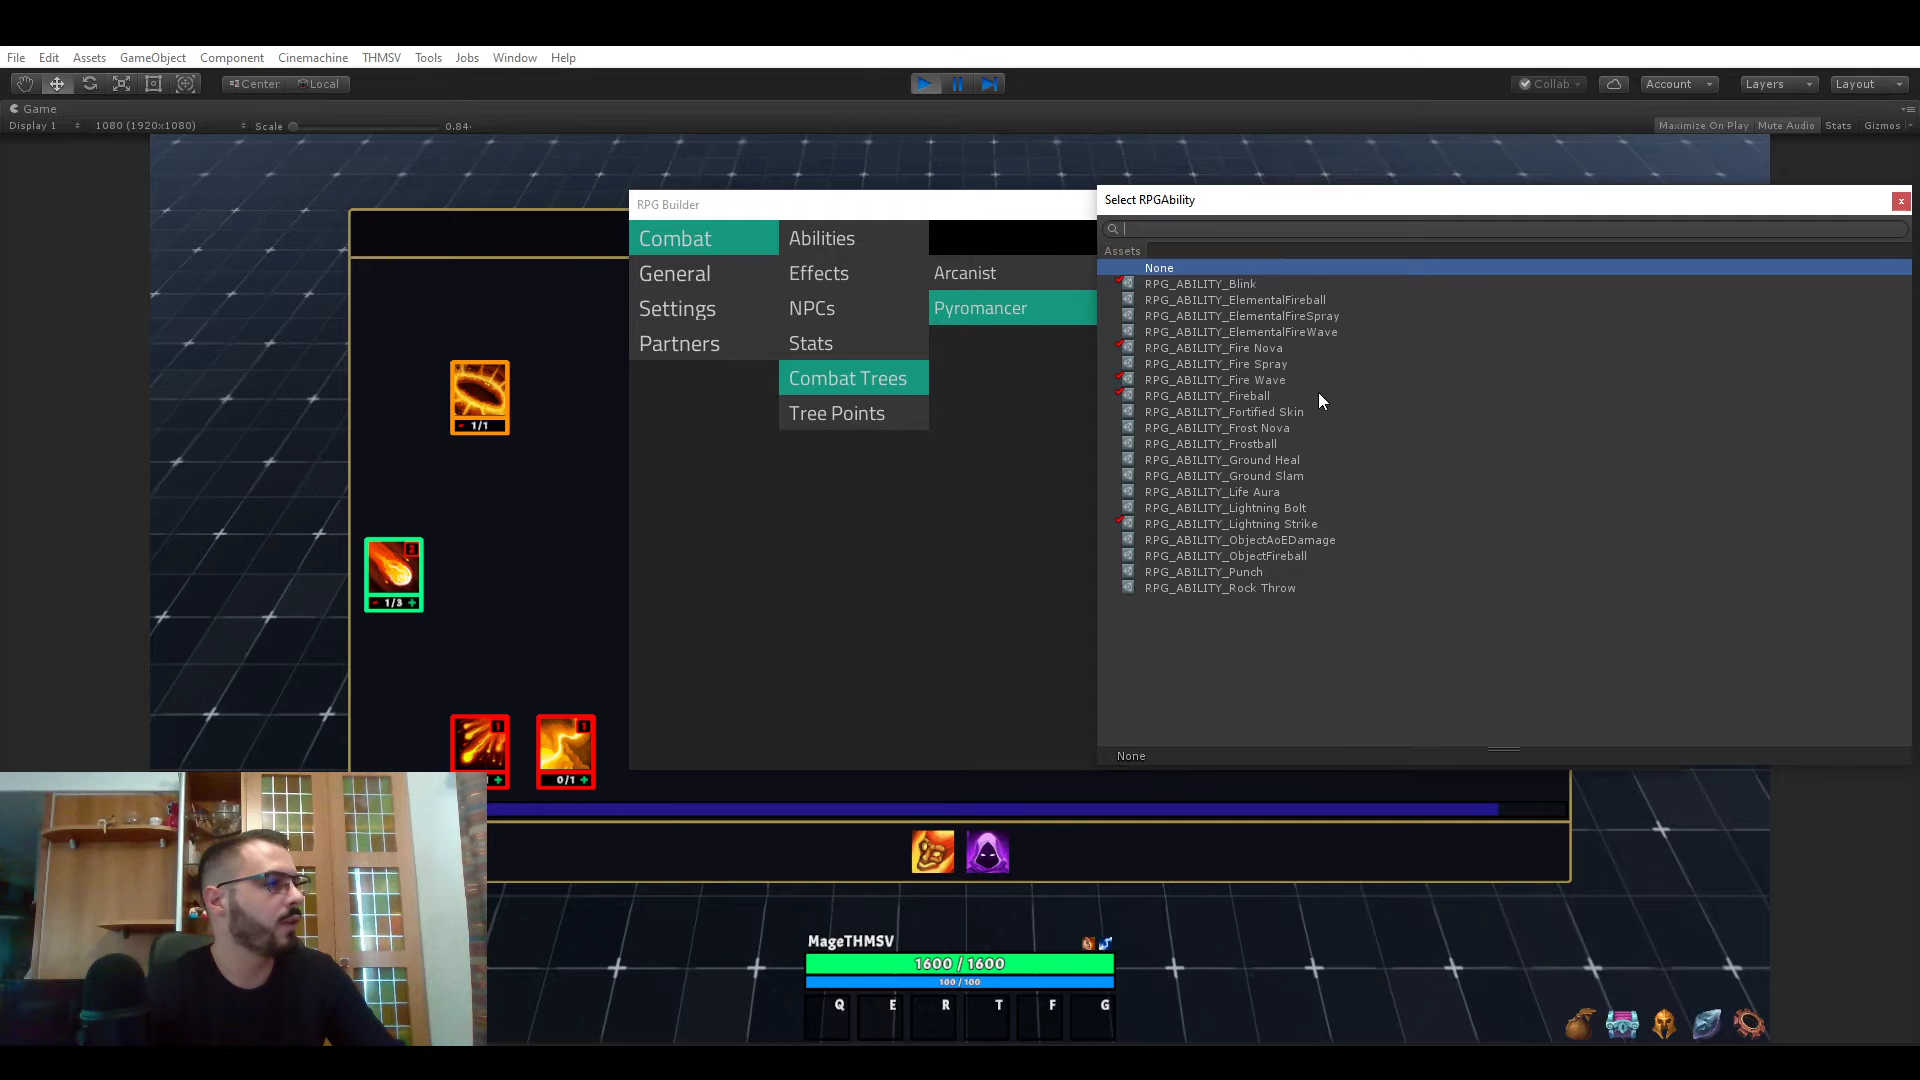 File Edit Assets GameObject Component Cinemachine THMSV Tools Jobs Window Help
Center Local Collab Account Layers Layout
Game
Display 1 1080 (1920x1080) Scale 0.84 Maximize On Play Mute Audio Stats Gizmos
RPG Builder
Combat
General
Settings
Partners
Abilities
Effects
NPCs
Stats
Combat Trees
Tree Points
Arcanist
Pyromancer
Select RPGAbility
x
Assets
None
RPG_ABILITY_Blink
RPG_ABILITY_ElementalFireball
RPG_ABILITY_ElementalFireSpray
RPG_ABILITY_ElementalFireWave
RPG_ABILITY_Fire Nova
RPG_ABILITY_Fire Spray
RPG_ABILITY_Fire Wave
RPG_ABILITY_Fireball
RPG_ABILITY_Fortified Skin
RPG_ABILITY_Frost Nova
RPG_ABILITY_Frostball
RPG_ABILITY_Ground Heal
RPG_ABILITY_Ground Slam
RPG_ABILITY_Life Aura
RPG_ABILITY_Lightning Bolt
RPG_ABILITY_Lightning Strike
RPG_ABILITY_ObjectAoEDamage
RPG_ABILITY_ObjectFireball
RPG_ABILITY_Punch
RPG_ABILITY_Rock Throw
None
- 1/1
2
- 1/3 +
1 1
+ 0/1 +
MageTHMSV
1600 / 1600
100 / 100
Q E R T F G